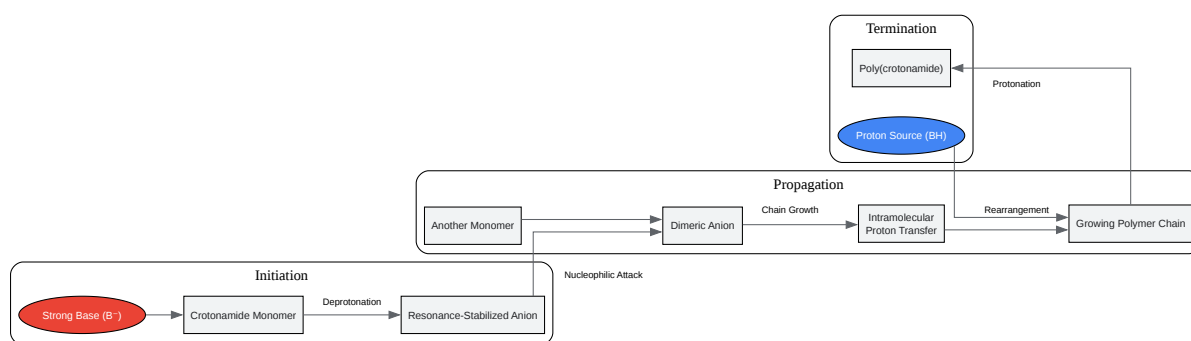 Termination
Poly(crotonamide)
Protonation
Proton Source (BH)
Propagation
Another Monomer
Dimeric Anion
Chain Growth
Intramolecular
Proton Transfer
Rearrangement
Growing Polymer Chain
Nucleophilic Attack
Initiation
Strong Base (B⁻)
Crotonamide Monomer
Deprotonation
Resonance-Stabilized Anion